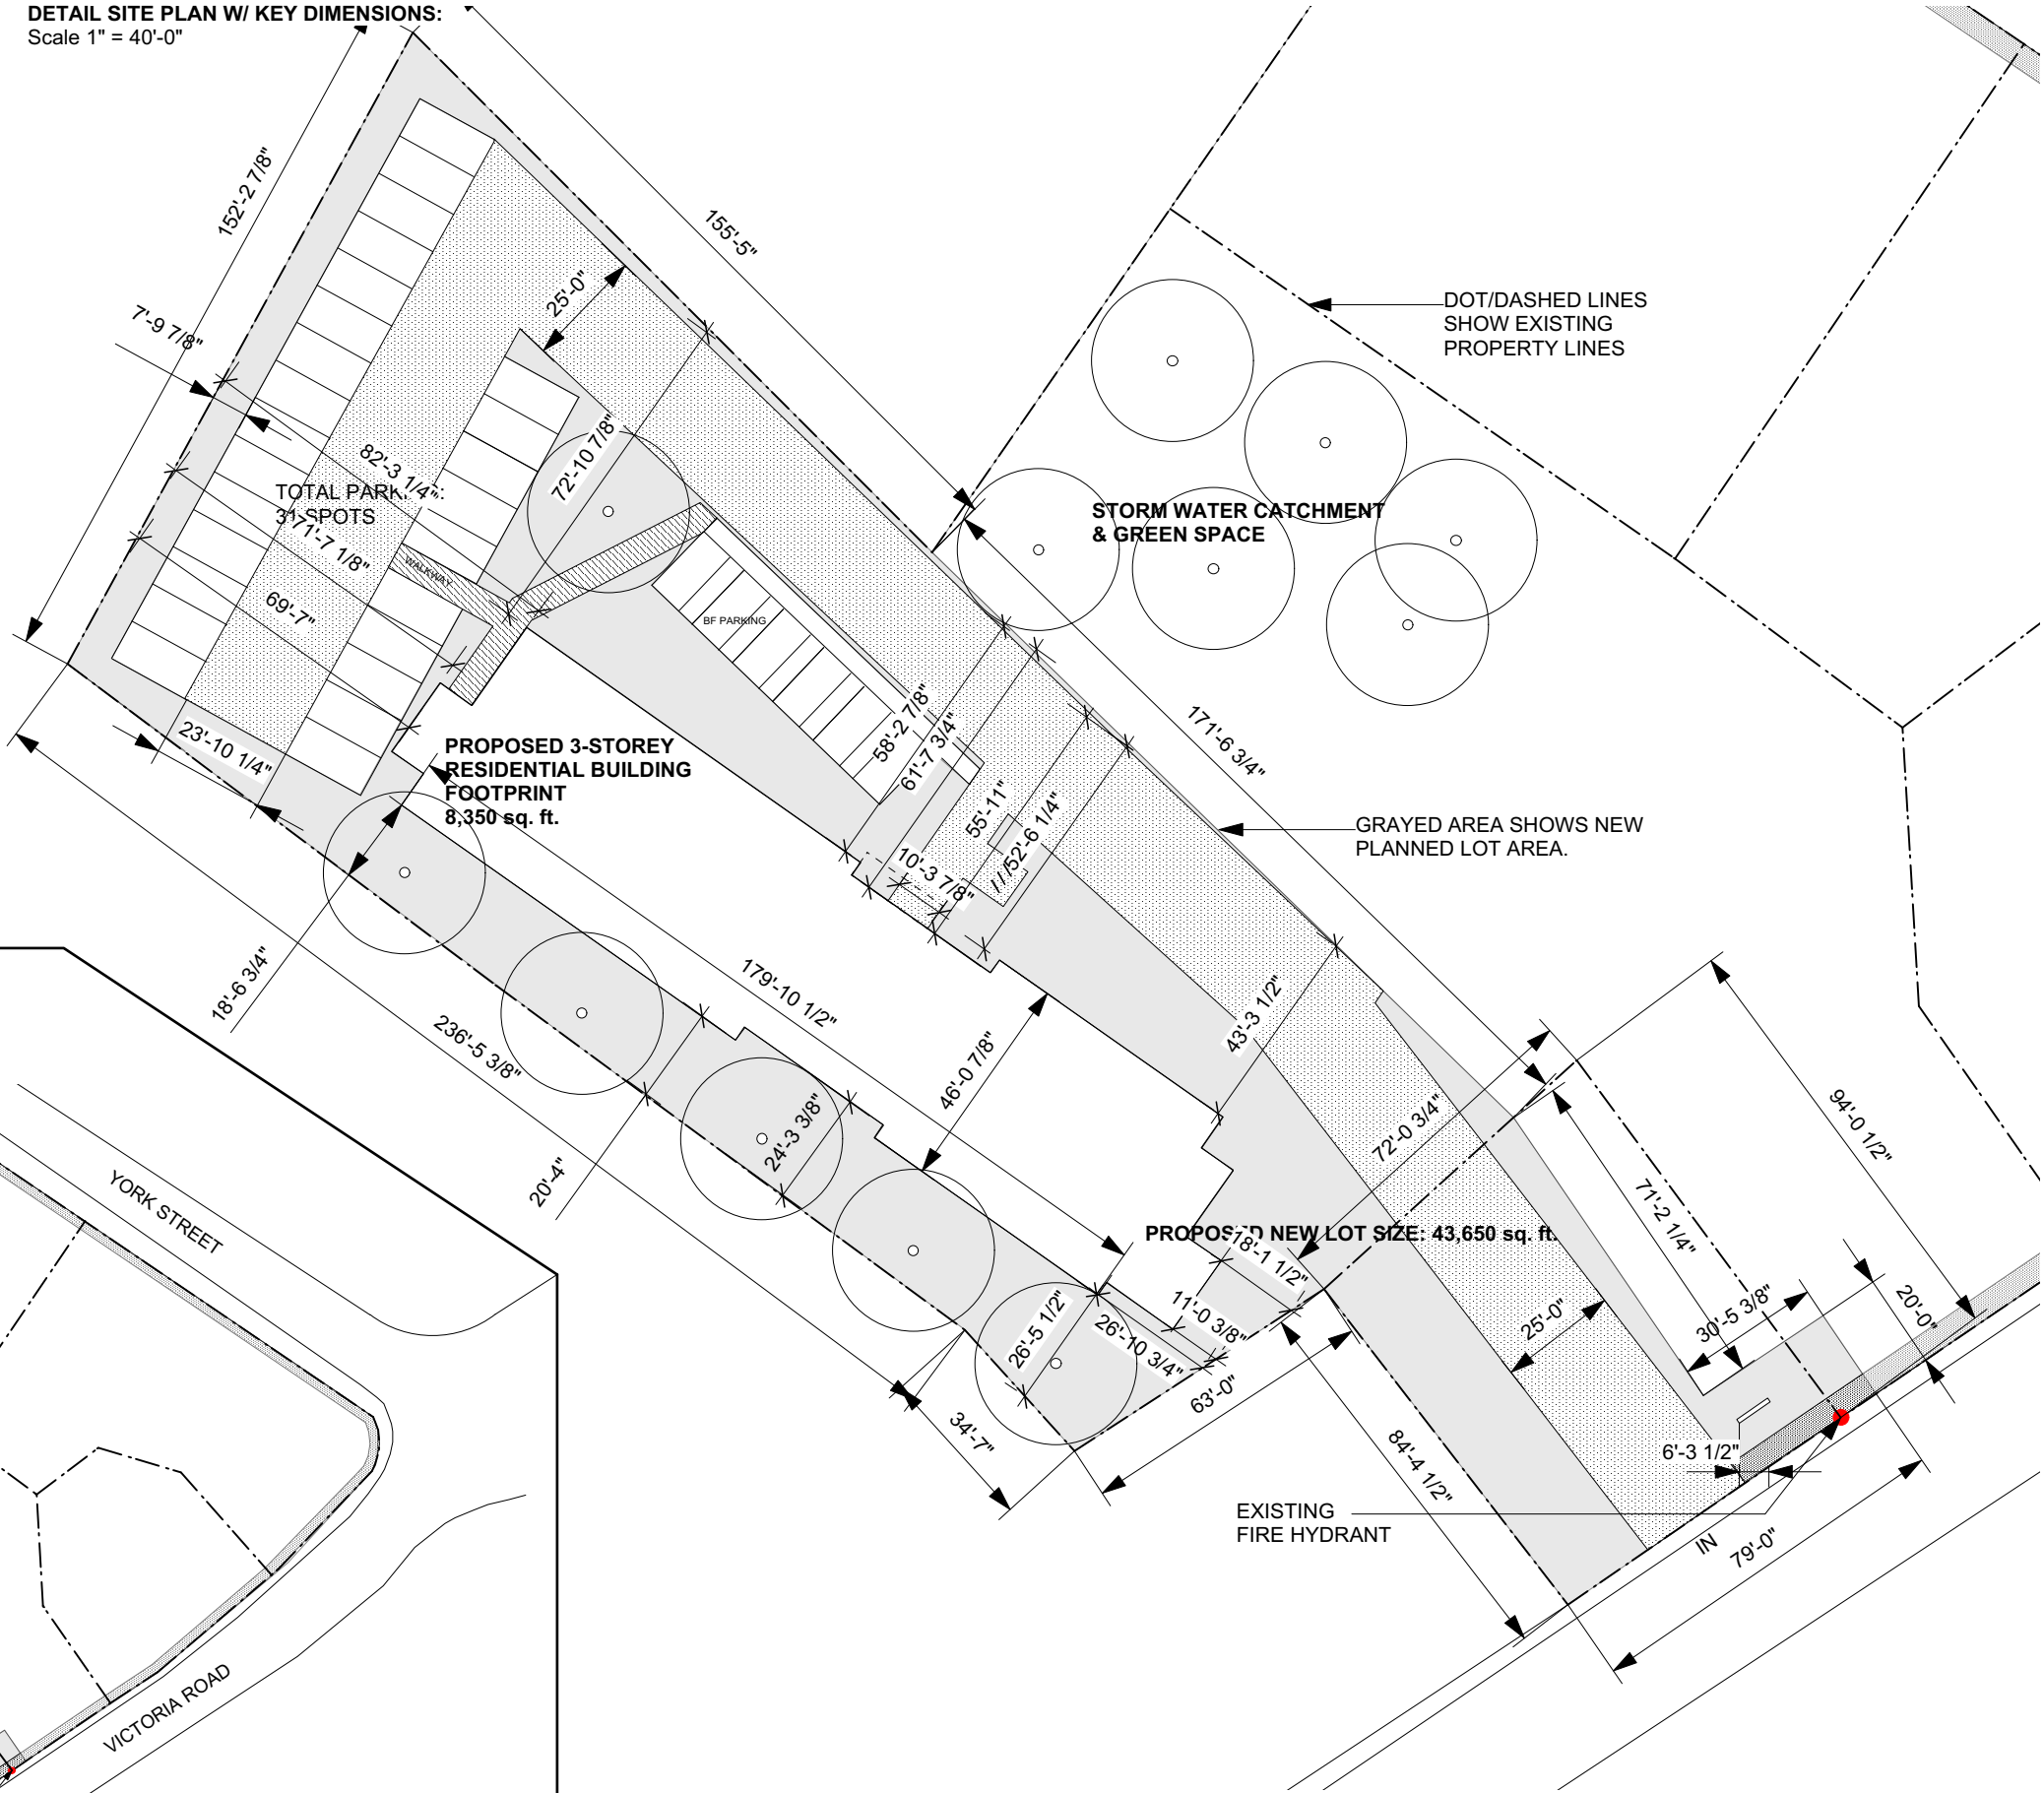 DETAIL SITE PLAN W/ KEY DIMENSIONS:
Scale 1" = 40'-0"
152'-2 7/8"
155'-5"
25'-0"
7'-9 7/8"
82'-3 1/4"
72'-10 7/8"
TOTAL
31 SPOTS
71'-7 1/8"
69'-7"
WALKWAY
BF PARKING
DOT/DASHED LINES
SHOW EXISTING
PROPERTY LINES
STORM WATER CATCHMENT
& GREEN SPACE
23'-10 1/4"
PROPOSED 3-STOREY
RESIDENTIAL BUILDING
FOOTPRINT
8,350 sq. ft.
58'-2 7/8"
61'-7 3/4"
55'-11"
52'-6 1/4"
10'-3 7/8"
171'-6 3/4"
GRAYED AREA SHOWS NEW
PLANNED LOT AREA.
18'-6 3/4"
236'-5 3/8"
179'-10 1/2"
46'-0 7/8"
43'-3 1/2"
20'-4"
24'-3 3/8"
72'-0 3/4"
94'-0 1/2"
71'-2 1/4"
PROPOSED NEW LOT SIZE: 43,650 sq. ft.
18'-1 1/2"
11'-0 3/8"
26'-10 3/4"
26'-5 1/2"
63'-0"
34'-7"
25'-0"
30'-5 3/8"
20'-0"
84'-4 1/2"
6'-3 1/2"
EXISTING
FIRE HYDRANT
IN
79'-0"
YORK STREET
VICTORIA ROAD